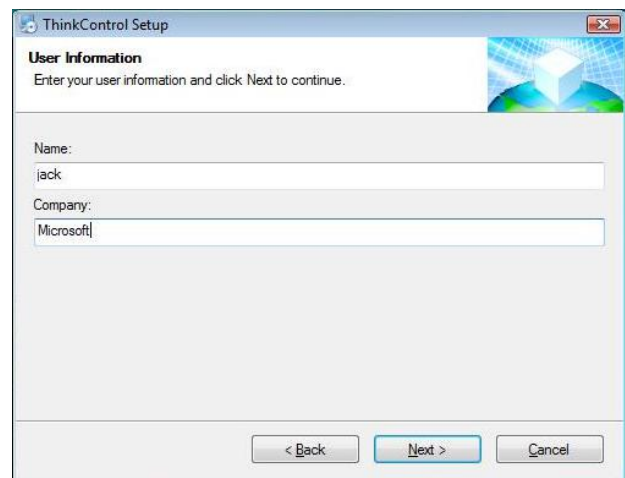 ThinkControl Setup
User Information
Enter your user information and click Next to continue.
Name:
jack
Company:
Microsoft
< Back Next > Cancel